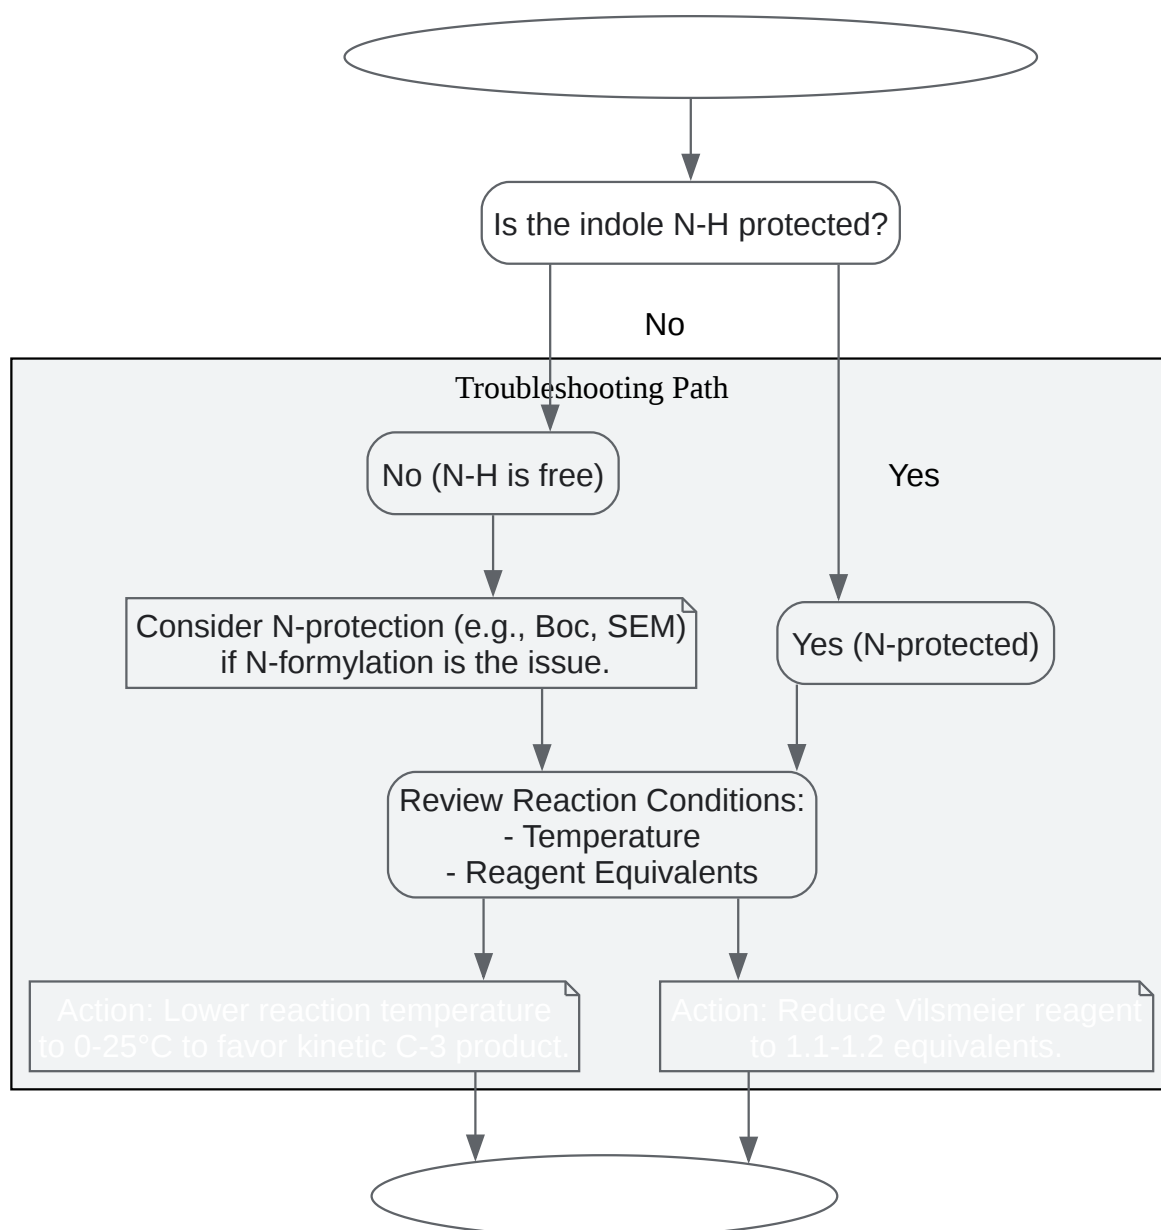 Is the indole N-H protected?
No
Troubleshooting Path
No (N-H is free)
Yes
Consider N-protection (e.g., Boc, SEM)
if N-formylation is the issue.
Yes (N-protected)
Review Reaction Conditions:
- Temperature
- Reagent Equivalents
Action: Lower reaction temperature
to 0-25°C to favor kinetic C-3 product.
Action: Reduce Vilsmeier reagent
to 1.1-1.2 equivalents.